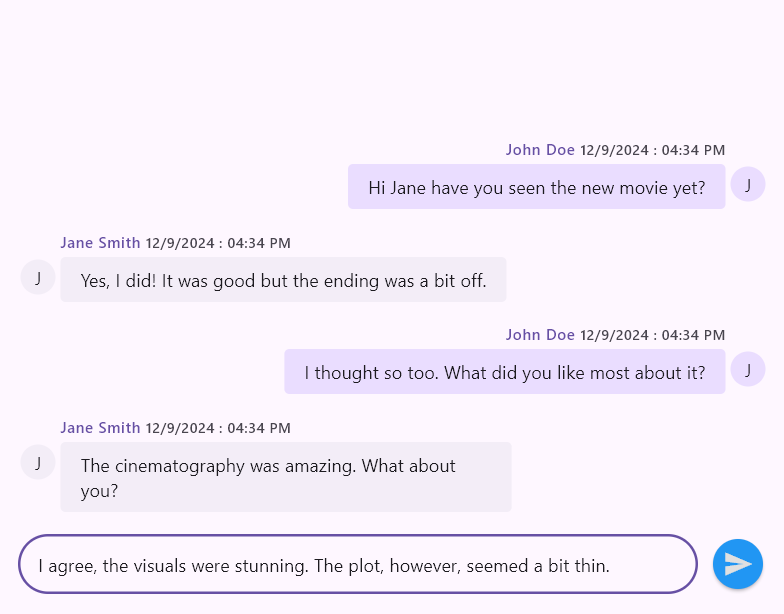 John Doe 12/9/2024 : 04:34 PM
Hi Jane have you seen the new movie yet?
J
Jane Smith 12/9/2024 : 04:34 PM
J
Yes, I did! It was good but the ending was a bit off.
John Doe 12/9/2024 : 04:34 PM
I thought so too. What did you like most about it?
J
Jane Smith 12/9/2024 : 04:34 PM
J
The cinematography was amazing. What about
you?
I agree, the visuals were stunning. The plot, however, seemed a bit thin.